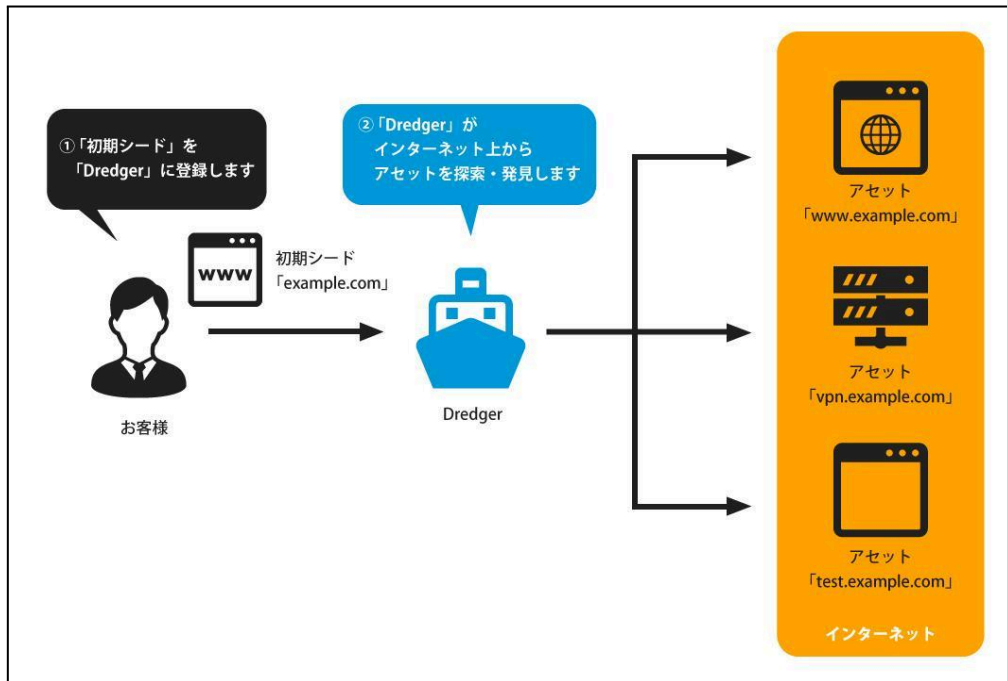 ①「初期シード」を
「Dredger」に登録します
②「Dredger」が
インターネット上から
アセットを探索・発見します
www
初期シード
「example.com」
お客様
Dredger
アセット
「www.example.com」
アセット
「vpn.example.com」
アセット
「test.example.com」
インターネット